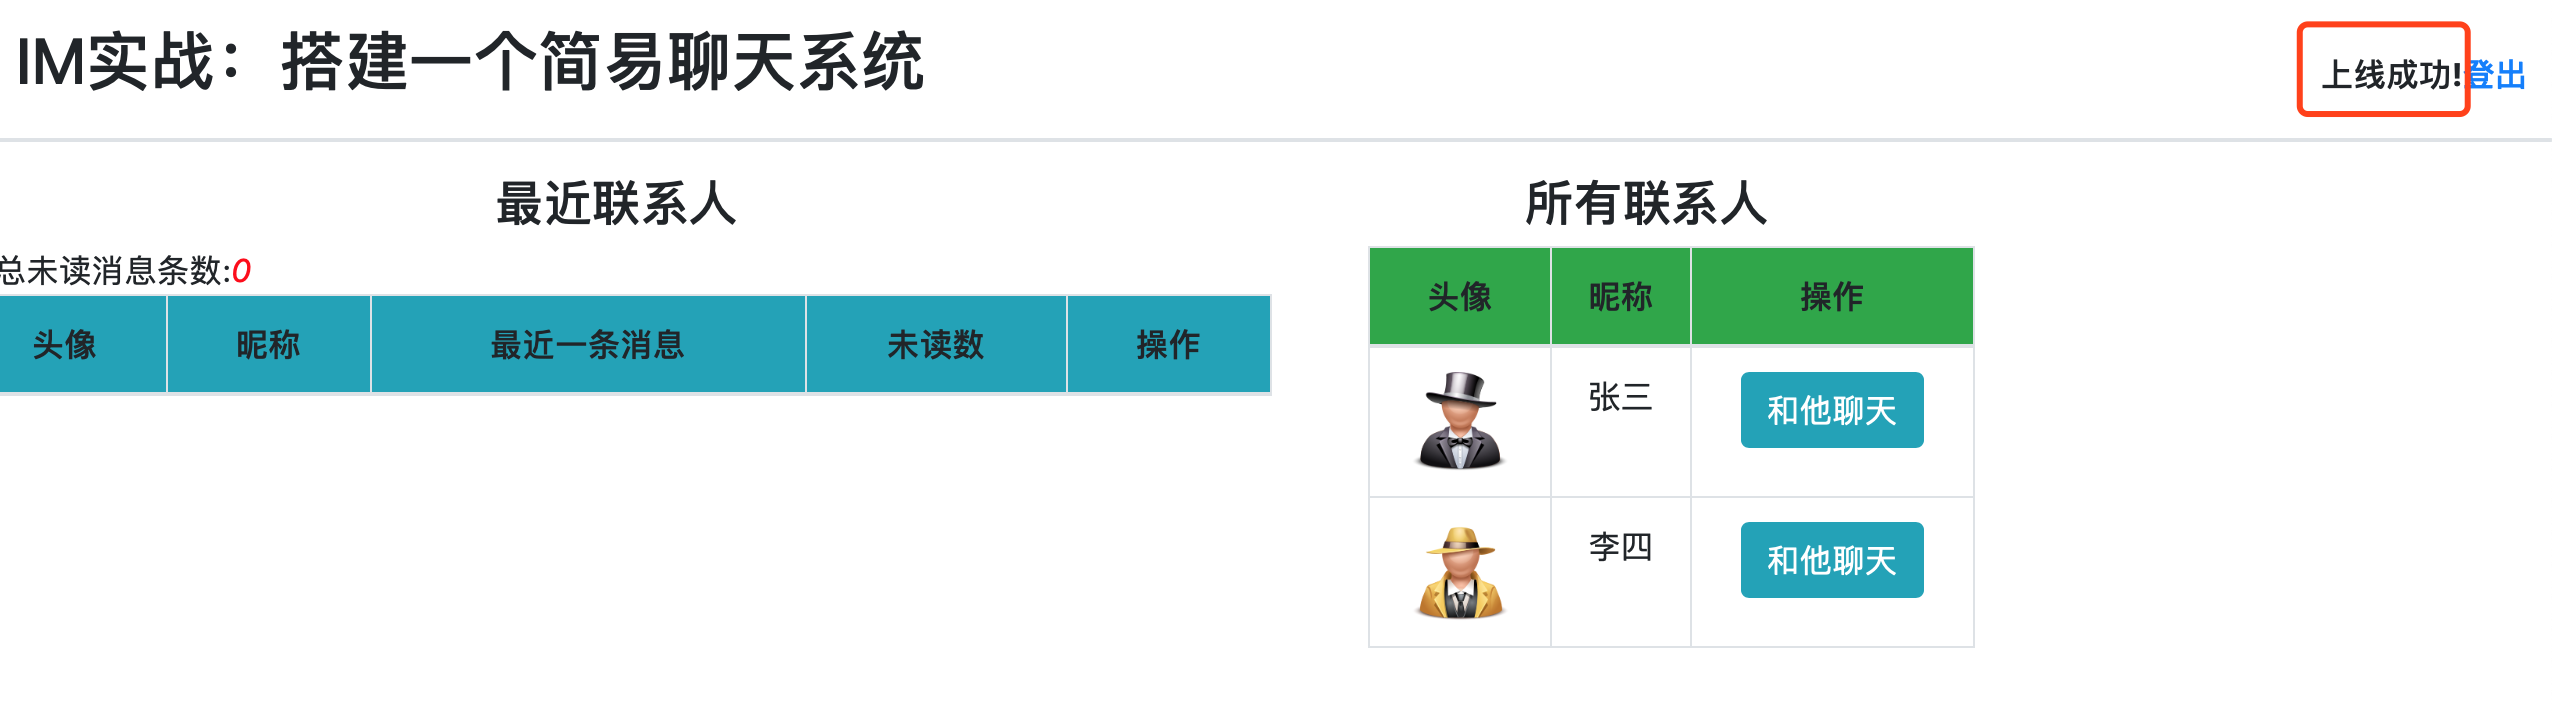 IM实战：搭建一个简易聊天系统
上线成功!登出
最近联系人
总未读消息条数:0
头像 昵称 最近一条消息 未读数 操作
所有联系人
头像 昵称 操作
张三 和他聊天
李四 和他聊天